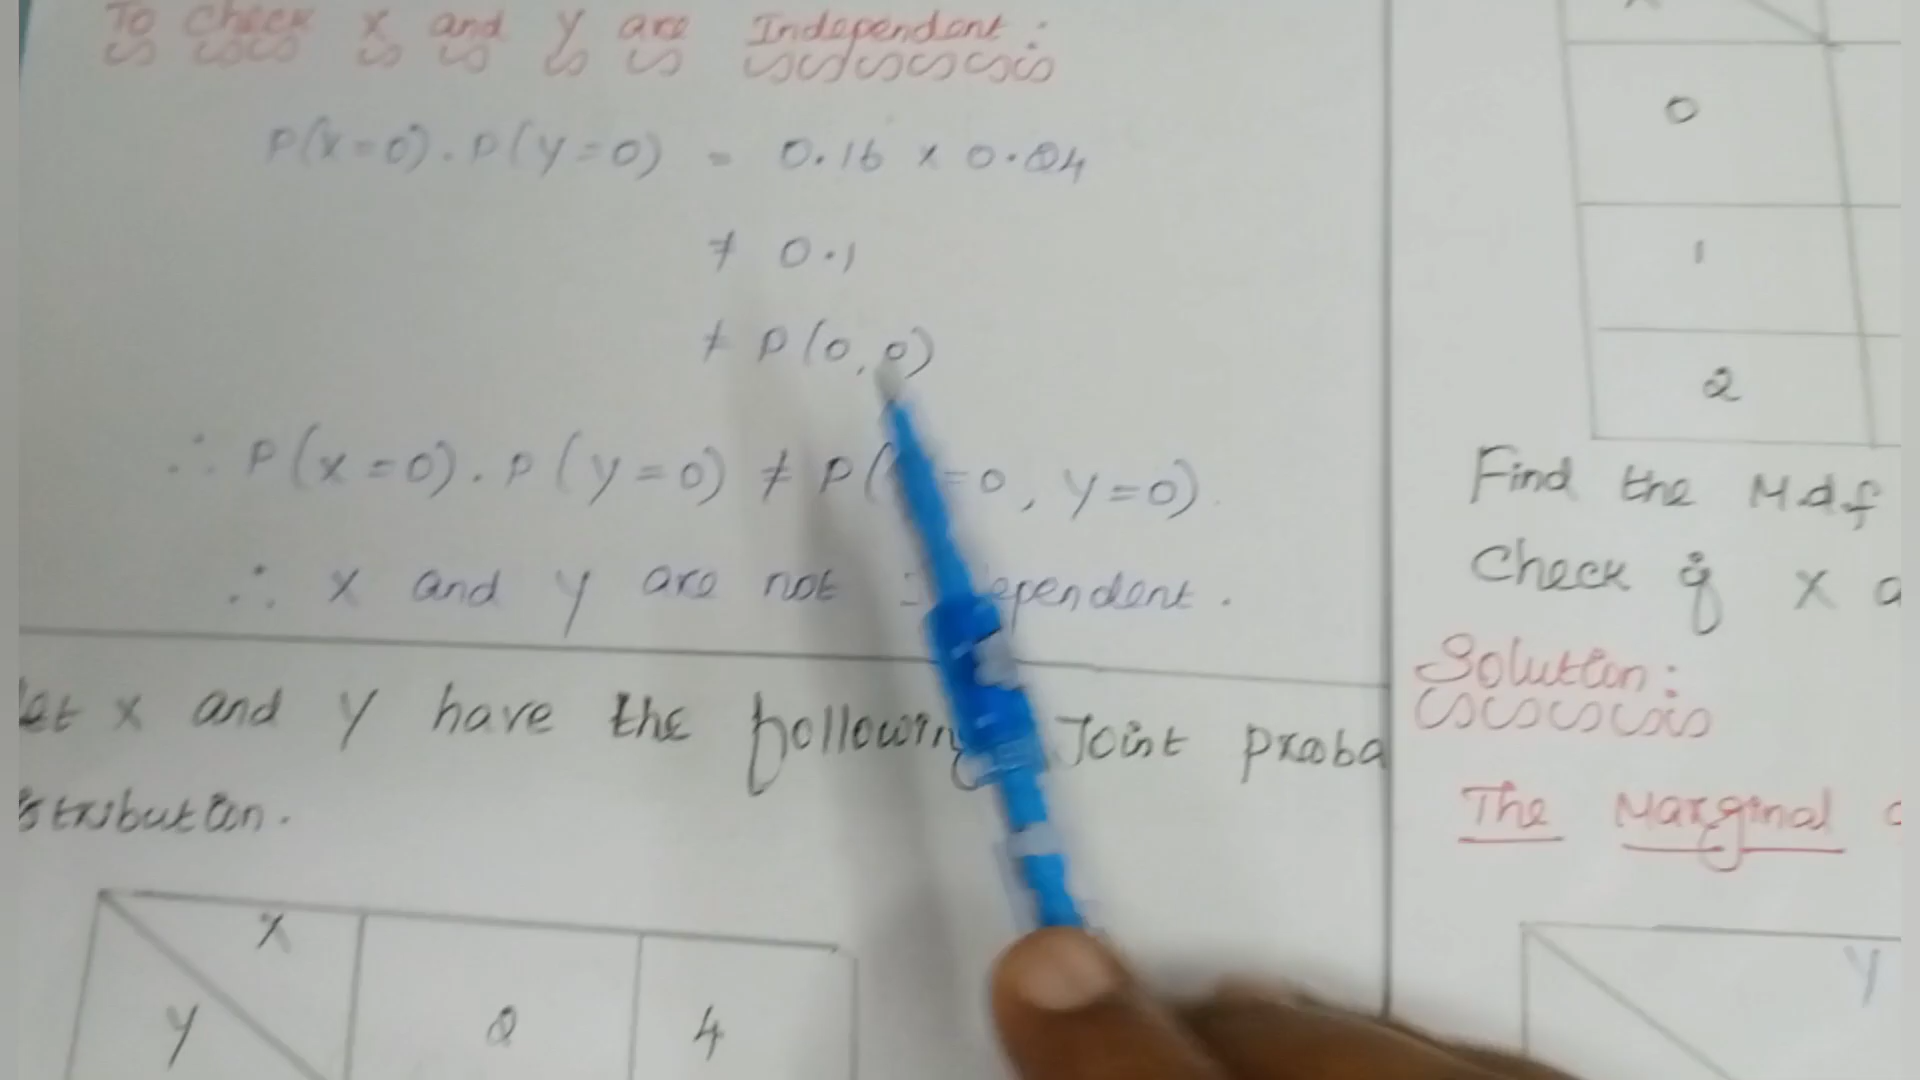 To check X and Y are Independent:
P(X=0).P(Y=0) = 0.16 x 0.04
≠ 0.1
≠ P(0,0)
∴ P(X=0).P(Y=0) ≠ P( =0, Y=0).
∴ X and Y are not Independent.
X and Y have the following Joint proba
stribution.
X
Y 2 4
0
1
2
Find the M.d.f
Check if X a
Solution:
The Marginal
Y